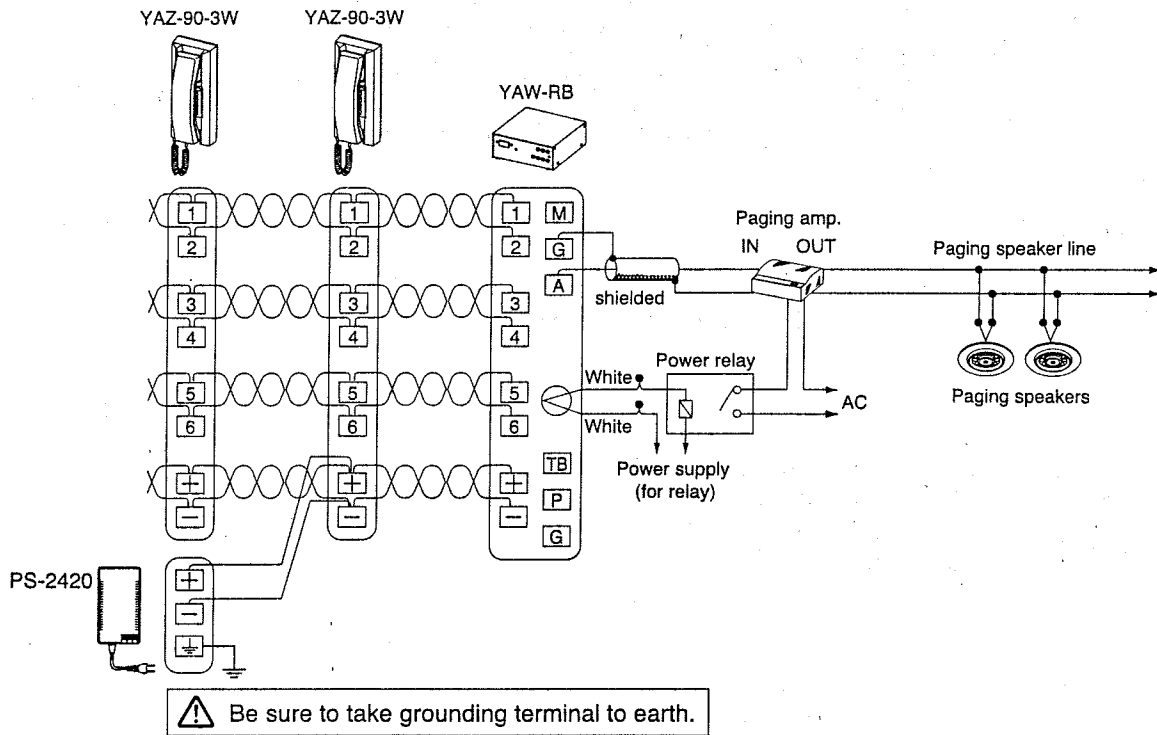 YAZ-90-3W YAZ-90-3W
YAW-RB
1 1 1 M
2 2 2 G
A
3 3 3
4 4 4
5 5 5
6 6 6
+ + + TB
− − − P
G
Paging amp.
IN OUT
Paging speaker line
shielded
Power relay
White
White
AC
Paging speakers
Power supply
(for relay)
PS-2420
+
−
Be sure to take grounding terminal to earth.